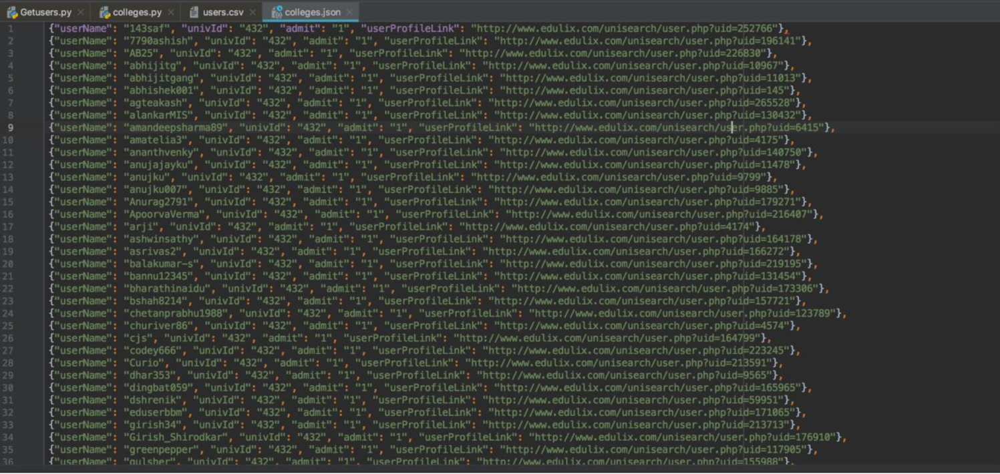 Getusers.py colleges.py users.csv colleges.json
1 {"userName": "143saf", "univId": "432", "admit": "1", "userProfileLink": "http://www.edulix.com/unisearch/user.php?uid=252766"},
2 {"userName": "7790ashish", "univId": "432", "admit": "1", "userProfileLink": "http://www.edulix.com/unisearch/user.php?uid=196141"},
3 {"userName": "AB25", "univId": "432", "admit": "1", "userProfileLink": "http://www.edulix.com/unisearch/user.php?uid=226830"},
4 {"userName": "abhijitg", "univId": "432", "admit": "1", "userProfileLink": "http://www.edulix.com/unisearch/user.php?uid=10967"},
5 {"userName": "abhijitgang", "univId": "432", "admit": "1", "userProfileLink": "http://www.edulix.com/unisearch/user.php?uid=11013"},
6 {"userName": "abhishek001", "univId": "432", "admit": "1", "userProfileLink": "http://www.edulix.com/unisearch/user.php?uid=145"},
7 {"userName": "agteakash", "univId": "432", "admit": "1", "userProfileLink": "http://www.edulix.com/unisearch/user.php?uid=265528"},
8 {"userName": "alankarMIS", "univId": "432", "admit": "1", "userProfileLink": "http://www.edulix.com/unisearch/user.php?uid=130432"},
9 {"userName": "amandeepsharma89", "univId": "432", "admit": "1", "userProfileLink": "http://www.edulix.com/unisearch/user.php?uid=6415"},
10 {"userName": "amatelia3", "univId": "432", "admit": "1", "userProfileLink": "http://www.edulix.com/unisearch/user.php?uid=4175"},
11 {"userName": "ananthvenky", "univId": "432", "admit": "1", "userProfileLink": "http://www.edulix.com/unisearch/user.php?uid=140750"},
12 {"userName": "anujajayku", "univId": "432", "admit": "1", "userProfileLink": "http://www.edulix.com/unisearch/user.php?uid=11478"},
13 {"userName": "anujku", "univId": "432", "admit": "1", "userProfileLink": "http://www.edulix.com/unisearch/user.php?uid=9799"},
14 {"userName": "anujku007", "univId": "432", "admit": "1", "userProfileLink": "http://www.edulix.com/unisearch/user.php?uid=9885"},
15 {"userName": "Anurag2791", "univId": "432", "admit": "1", "userProfileLink": "http://www.edulix.com/unisearch/user.php?uid=179271"},
16 {"userName": "ApoorvaVerma", "univId": "432", "admit": "1", "userProfileLink": "http://www.edulix.com/unisearch/user.php?uid=216407"},
17 {"userName": "arji", "univId": "432", "admit": "1", "userProfileLink": "http://www.edulix.com/unisearch/user.php?uid=4174"},
18 {"userName": "ashwinsathy", "univId": "432", "admit": "1", "userProfileLink": "http://www.edulix.com/unisearch/user.php?uid=164178"},
19 {"userName": "asrivas2", "univId": "432", "admit": "1", "userProfileLink": "http://www.edulix.com/unisearch/user.php?uid=166272"},
20 {"userName": "balakumar-s", "univId": "432", "admit": "1", "userProfileLink": "http://www.edulix.com/unisearch/user.php?uid=219195"},
21 {"userName": "bannu12345", "univId": "432", "admit": "1", "userProfileLink": "http://www.edulix.com/unisearch/user.php?uid=131454"},
22 {"userName": "bharathinaidu", "univId": "432", "admit": "1", "userProfileLink": "http://www.edulix.com/unisearch/user.php?uid=173306"},
23 {"userName": "bshah8214", "univId": "432", "admit": "1", "userProfileLink": "http://www.edulix.com/unisearch/user.php?uid=157721"},
24 {"userName": "chetanprabhu1988", "univId": "432", "admit": "1", "userProfileLink": "http://www.edulix.com/unisearch/user.php?uid=123789"},
25 {"userName": "churiver86", "univId": "432", "admit": "1", "userProfileLink": "http://www.edulix.com/unisearch/user.php?uid=4574"},
26 {"userName": "cjs", "univId": "432", "admit": "1", "userProfileLink": "http://www.edulix.com/unisearch/user.php?uid=164799"},
27 {"userName": "codey666", "univId": "432", "admit": "1", "userProfileLink": "http://www.edulix.com/unisearch/user.php?uid=223245"},
28 {"userName": "Curio", "univId": "432", "admit": "1", "userProfileLink": "http://www.edulix.com/unisearch/user.php?uid=213591"},
29 {"userName": "dhar353", "univId": "432", "admit": "1", "userProfileLink": "http://www.edulix.com/unisearch/user.php?uid=9565"},
30 {"userName": "dingbat059", "univId": "432", "admit": "1", "userProfileLink": "http://www.edulix.com/unisearch/user.php?uid=165965"},
31 {"userName": "dshrenik", "univId": "432", "admit": "1", "userProfileLink": "http://www.edulix.com/unisearch/user.php?uid=59951"},
32 {"userName": "eduserbbm", "univId": "432", "admit": "1", "userProfileLink": "http://www.edulix.com/unisearch/user.php?uid=171065"},
33 {"userName": "girish34", "univId": "432", "admit": "1", "userProfileLink": "http://www.edulix.com/unisearch/user.php?uid=213713"},
34 {"userName": "Girish_Shirodkar", "univId": "432", "admit": "1", "userProfileLink": "http://www.edulix.com/unisearch/user.php?uid=176910"},
35 {"userName": "greenpepper", "univId": "432", "admit": "1", "userProfileLink": "http://www.edulix.com/unisearch/user.php?uid=117905"},
36 {"userName": "gulsher", "univId": "432", "admit": "1", "userProfileLink": "http://www.edulix.com/unisearch/user.php?uid=155988"},